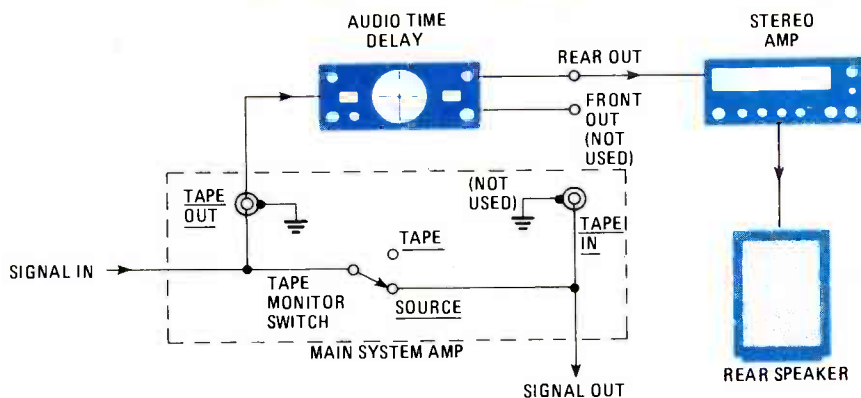 AUDIO TIME
DELAY
STEREO
AMP
REAR OUT
FRONT
OUT
(NOT
USED)
TAPE
OUT
(NOT
USED)
TAPE
IN
TAPE
SIGNAL IN
TAPE
MONITOR
SWITCH
SOURCE
MAIN SYSTEM AMP
SIGNAL OUT
REAR SPEAKER